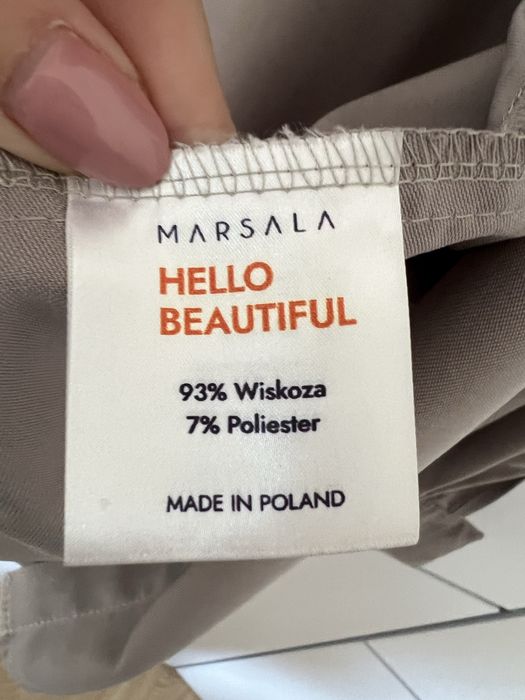 MARSALA
HELLO
BEAUTIFUL
93% Wiskoza
7% Poliester
MADE IN POLAND